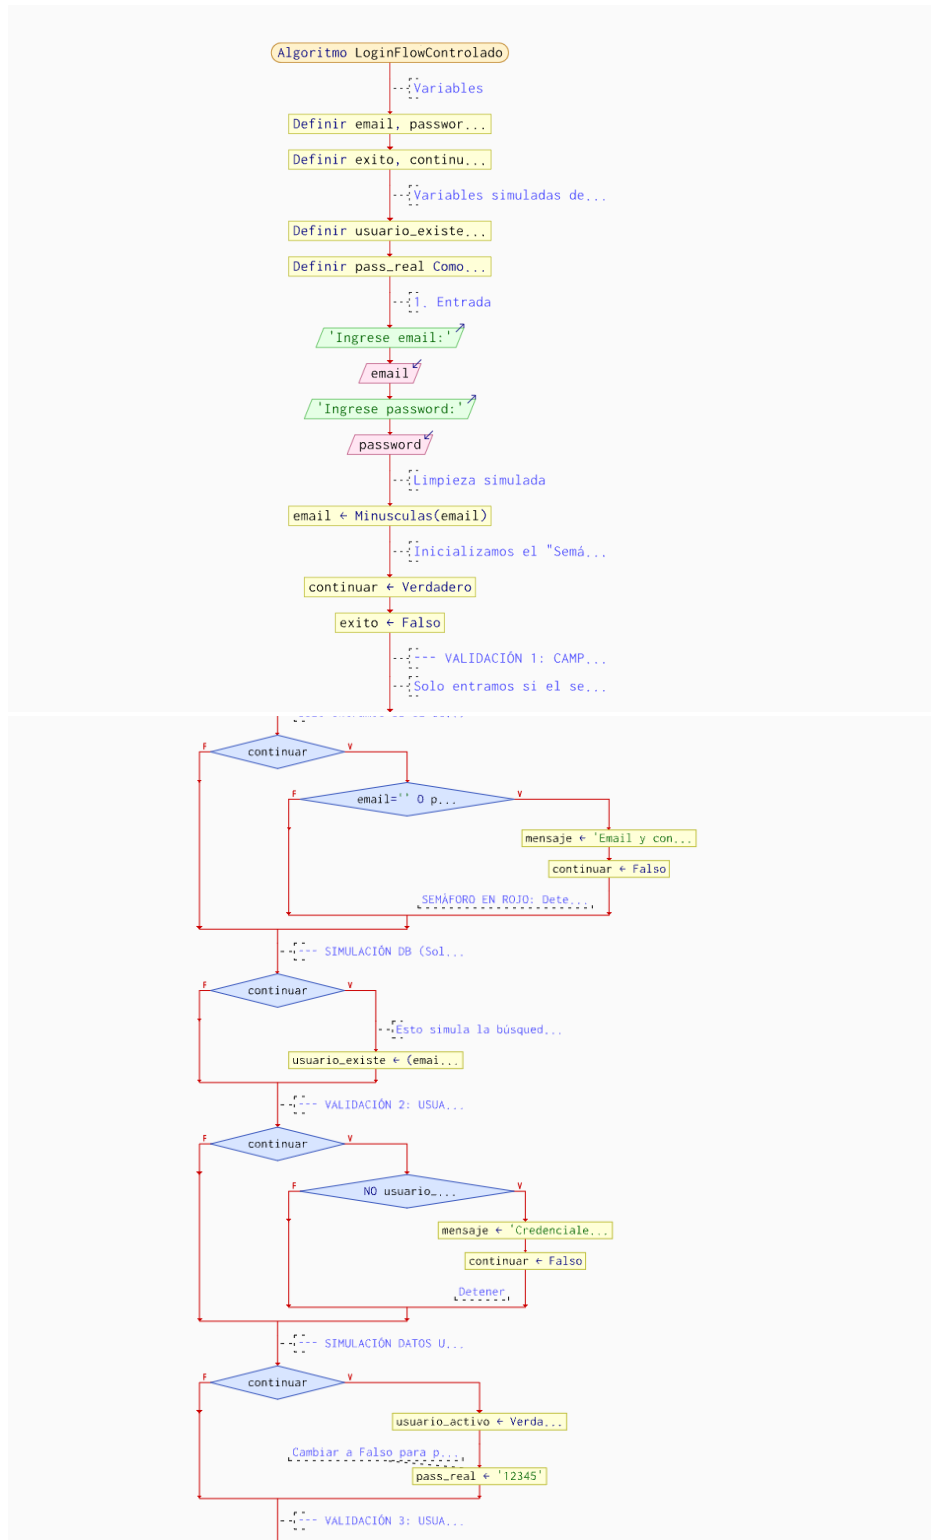 Algoritmo LoginFlowControlado
Variables
Definir email, passwor...
Definir exito, continu...
Variables simuladas de...
Definir usuario_existe...
Definir pass_real Como...
1. Entrada
'Ingrese email:'
email
'Ingrese password:'
password
Limpieza simulada
email ← Minusculas(email)
Inicializamos el "Semá...
continuar ← Verdadero
exito ← Falso
--- VALIDACIÓN 1: CAMP...
Solo entramos si el se...
F continuar V
F email='' O p... V
mensaje ← 'Email y con...
continuar ← Falso
SEMÁFORO EN ROJO: Dete...
--- SIMULACIÓN DB (Sol...
F continuar V
Esto simula la búsqued...
usuario_existe ← (emai...
--- VALIDACIÓN 2: USUA...
F continuar V
F NO usuario_... V
mensaje ← 'Credenciale...
continuar ← Falso
Detener
--- SIMULACIÓN DATOS U...
F continuar V
usuario_activo ← Verda...
Cambiar a Falso para p...
pass_real ← '12345'
--- VALIDACIÓN 3: USUA...